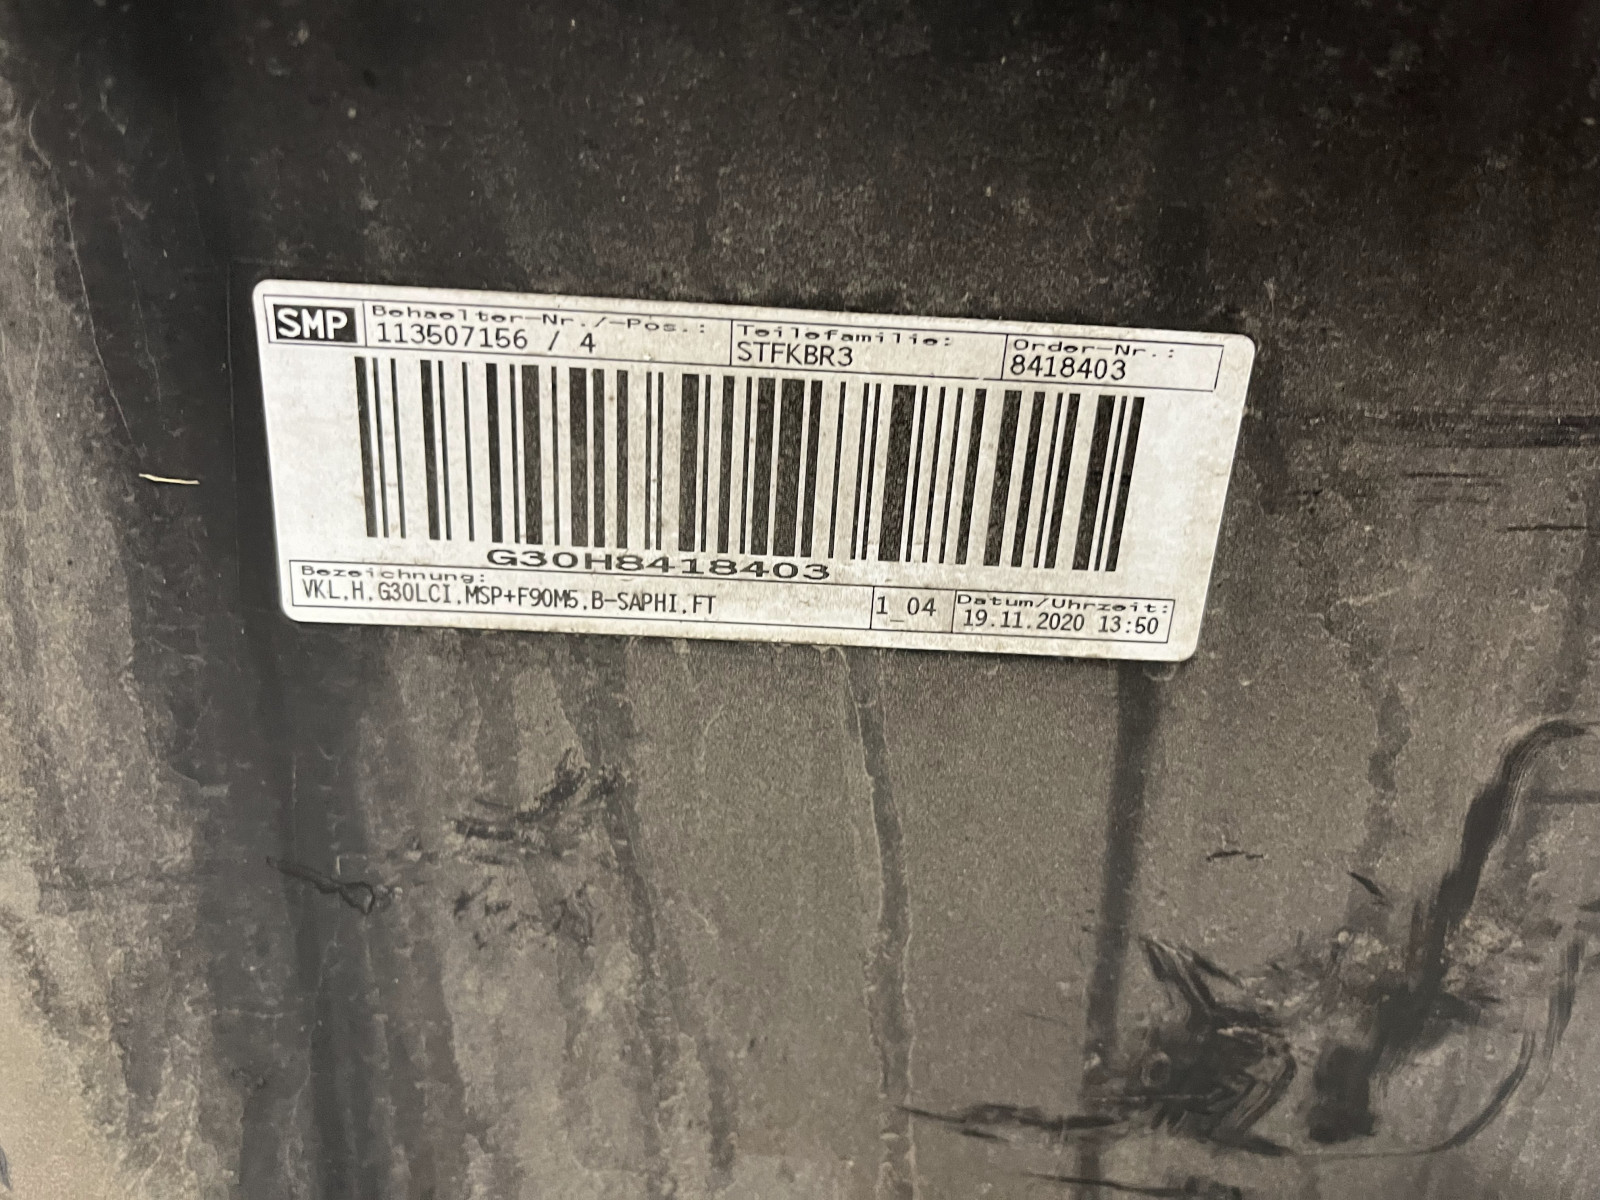 SMP
Behaelter-Nr./-Pos.:
113507156 / 4
Teilefamilie:
STFKBR3
Order-Nr.:
8418403
G30H8418403
Bezeichnung:
VKL.H.G30LCI.MSP+F90M5.B-SAPHI.FT
1_04
Datum/Uhrzeit:
19.11.2020 13:50